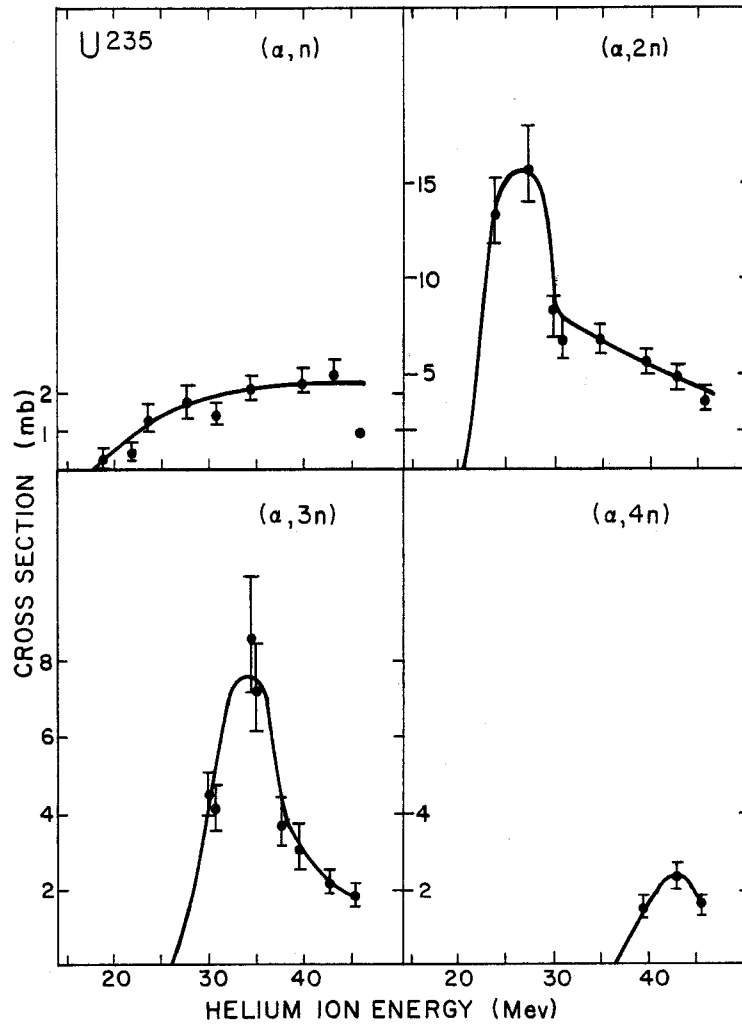 U235
(α,n)
(α,2n)
15
10
5
2
1
(α,3n)
(α,4n)
8
6
4
2
4
2
20
30
40
20
30
40
CROSS SECTION (mb)
HELIUM ION ENERGY (Mev)